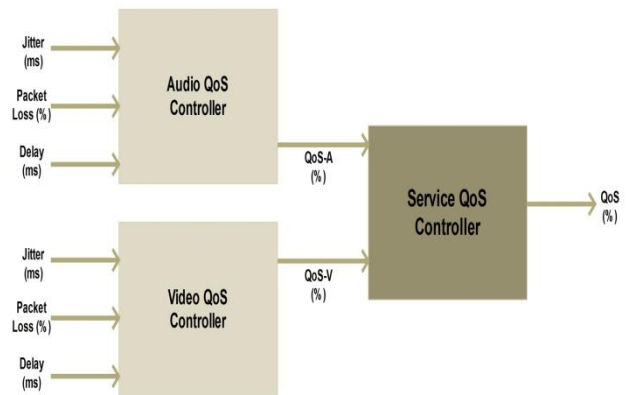 Jitter
(ms)
Packet
Loss (%)
Delay
(ms)
Audio QoS
Controller
QoS-A
(%)
Jitter
(ms)
Packet
Loss (%)
Delay
(ms)
Video QoS
Controller
QoS-V
(%)
Service QoS
Controller
QoS
(%)